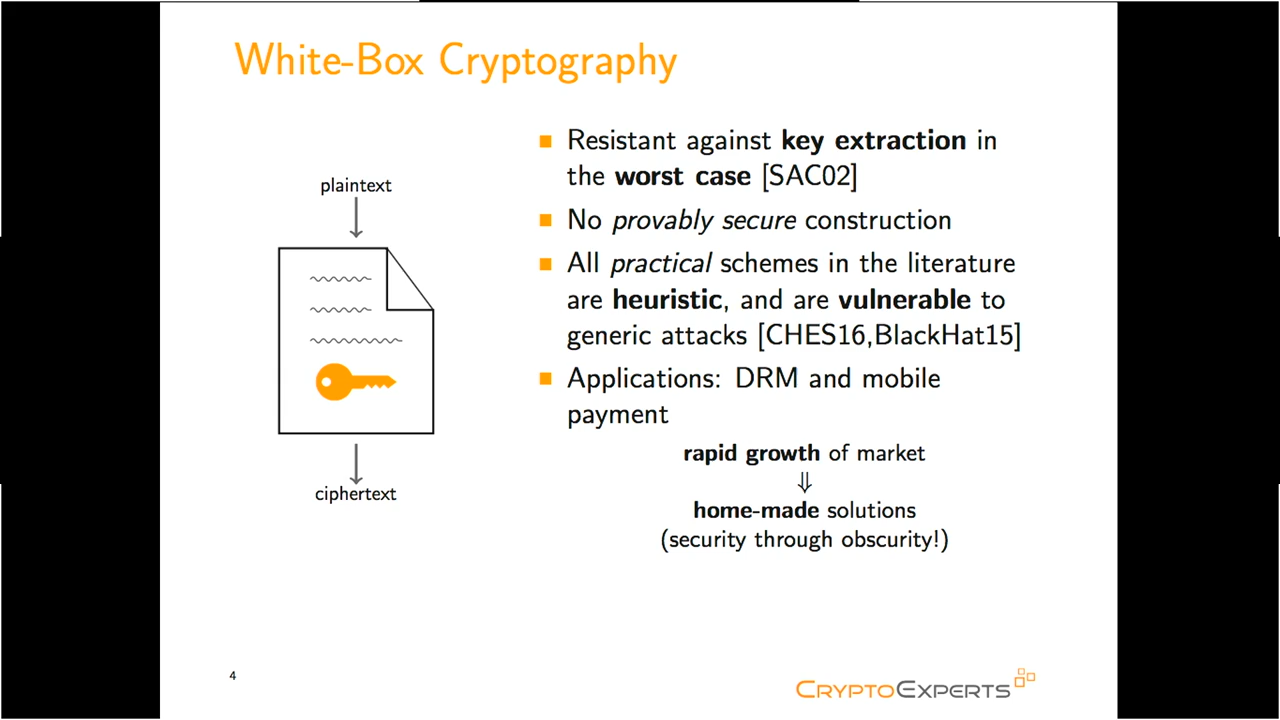 White-Box Cryptography
plaintext
ciphertext
Resistant against key extraction in
the worst case [SAC02]
No provably secure construction
All practical schemes in the literature
are heuristic, and are vulnerable to
generic attacks [CHES16,BlackHat15]
Applications: DRM and mobile
payment
rapid growth of market
⇓
home-made solutions
(security through obscurity!)
4
CRYPTOEXPERTS